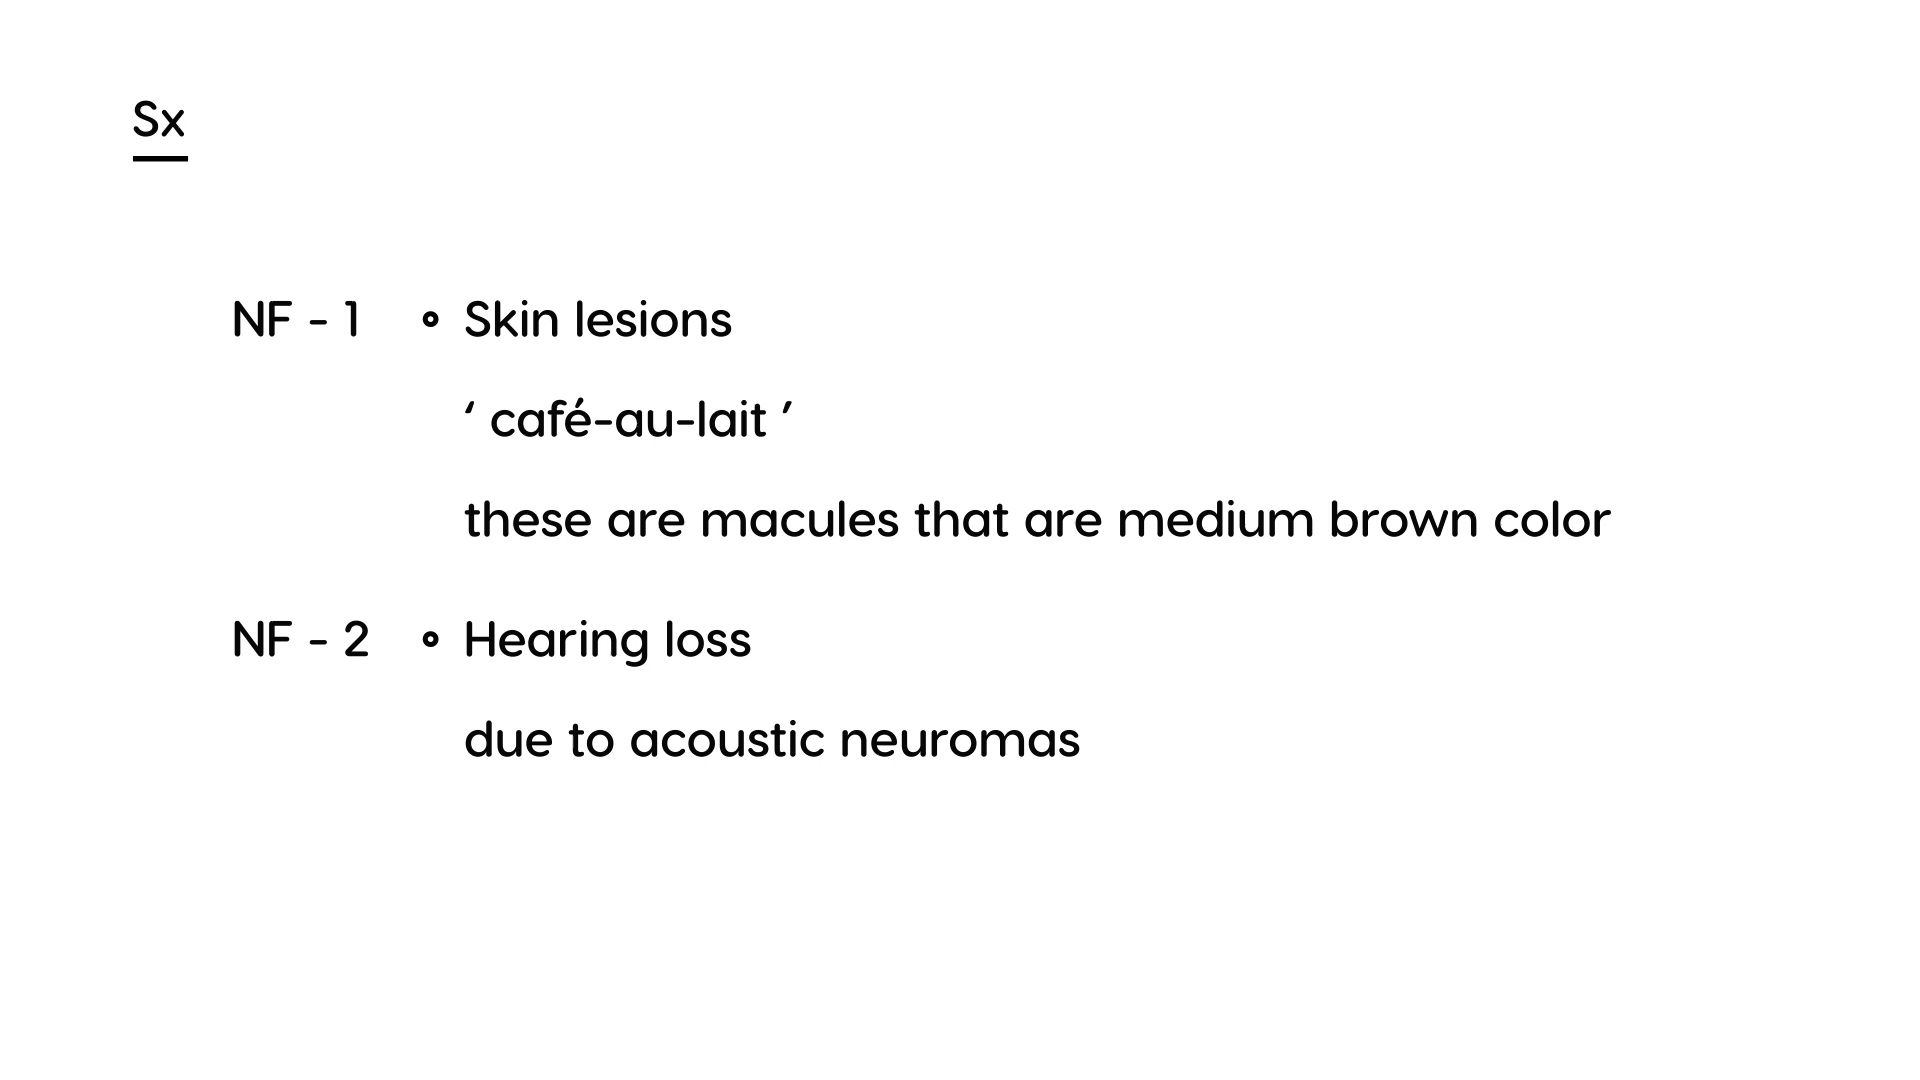 Sx
NF - 1 ∘ Skin lesions
‘ café-au-lait ’
these are macules that are medium brown color
NF - 2 ∘ Hearing loss
due to acoustic neuromas